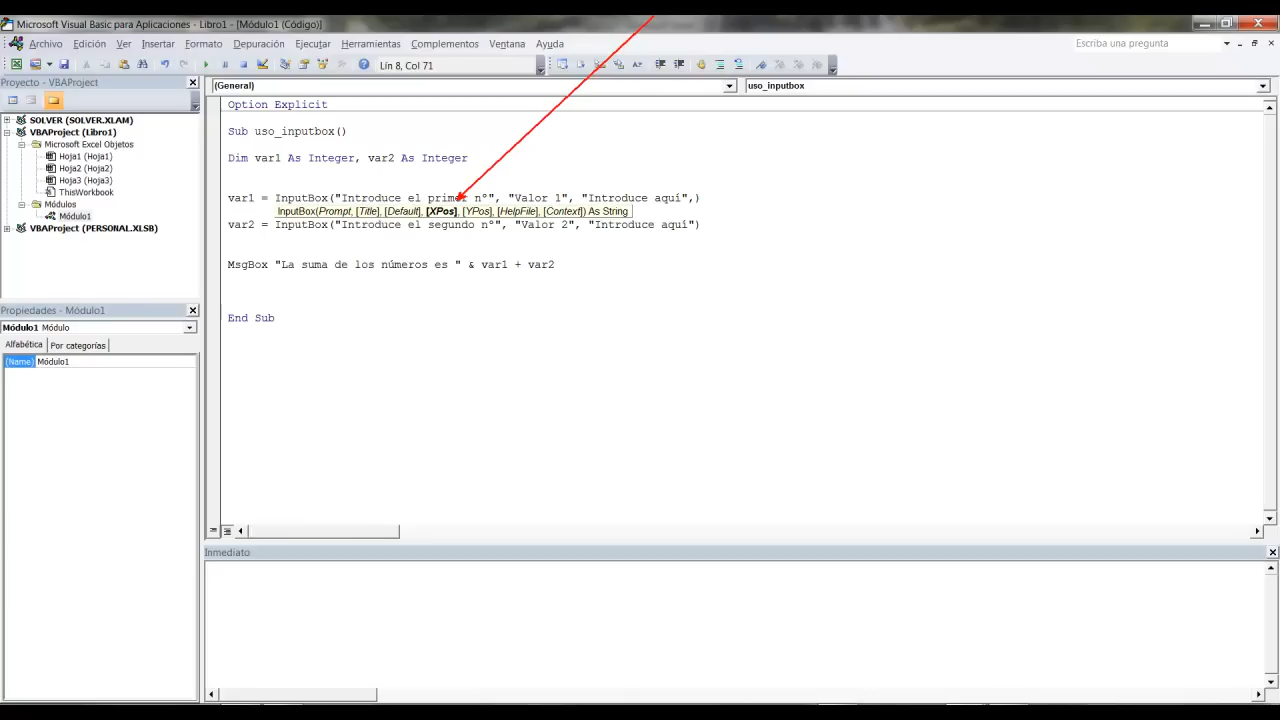 Microsoft Visual Basic para Aplicaciones - Libro1 - [Módulo1 (Código)]
Archivo Edición Ver Insertar Formato Depuración Ejecutar Herramientas Complementos Ventana Ayuda
Escriba una pregunta
Lín 8, Col 71
Proyecto - VBAProject
SOLVER (SOLVER.XLAM)
VBAProject (Libro1)
Microsoft Excel Objetos
Hoja1 (Hoja1)
Hoja2 (Hoja2)
Hoja3 (Hoja3)
ThisWorkbook
Módulos
Módulo1
VBAProject (PERSONAL.XLSB)
Propiedades - Módulo1
Módulo1 Módulo
Alfabética Por categorías
(Name) Módulo1
(General) uso_inputbox
Option Explicit
Sub uso_inputbox()
Dim var1 As Integer, var2 As Integer
var1 = InputBox("Introduce el primer nº", "Valor 1", "Introduce aquí",)
InputBox(Prompt, [Title], [Default], [XPos], [YPos], [HelpFile], [Context]) As String
var2 = InputBox("Introduce el segundo nº", "Valor 2", "Introduce aquí")
MsgBox "La suma de los números es " & var1 + var2
End Sub
Inmediato